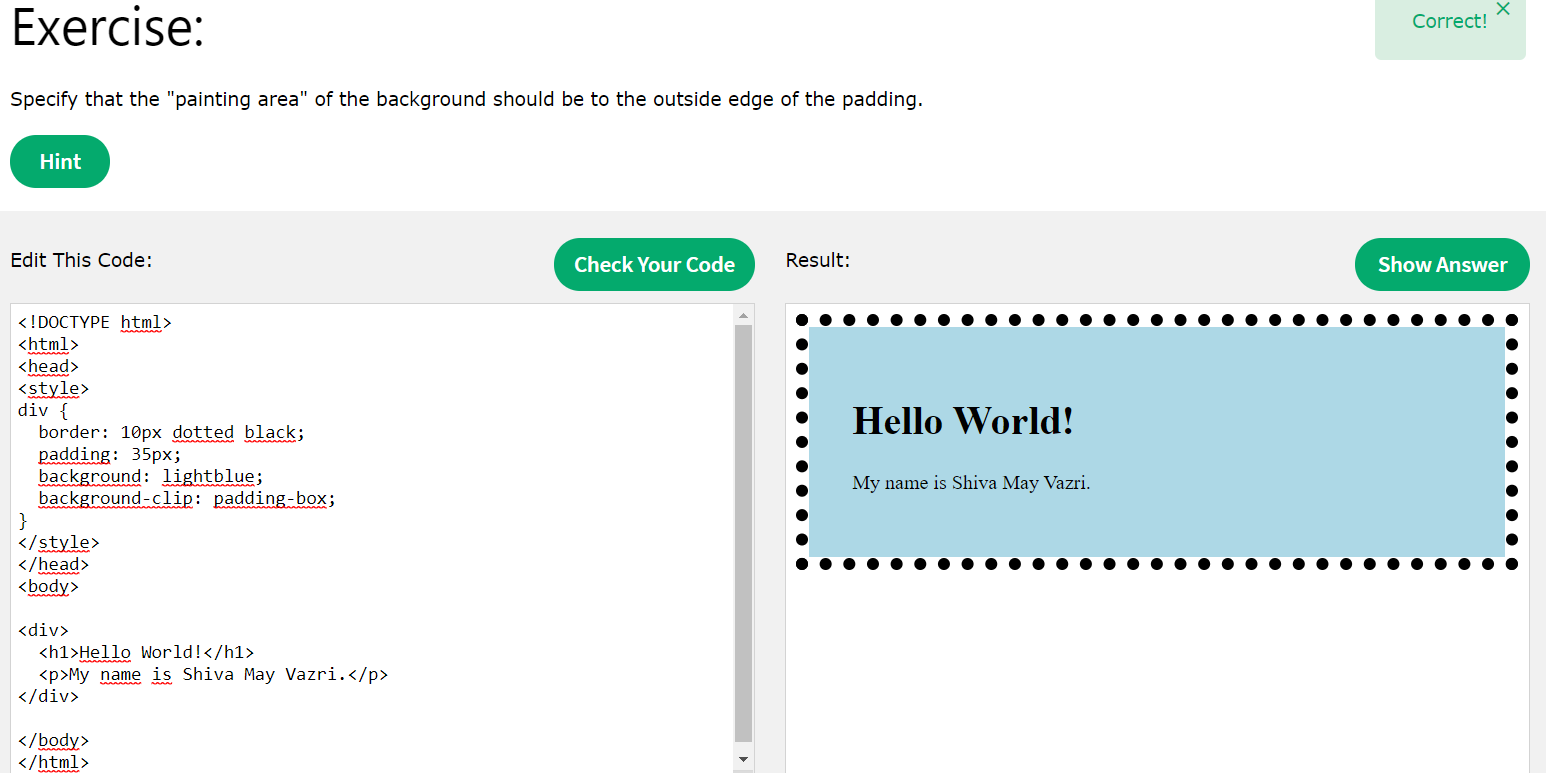 Exercise:
Correct! ×
Specify that the "painting area" of the background should be to the outside edge of the padding.
Hint
Edit This Code:
Check Your Code
<!DOCTYPE html>
<html>
<head>
<style>
div {
  border: 10px dotted black;
  padding: 35px;
  background: lightblue;
  background-clip: padding-box;
}
</style>
</head>
<body>

<div>
  <h1>Hello World!</h1>
  <p>My name is Shiva May Vazri.</p>
</div>

</body>
</html>
Result:
Show Answer
Hello World!
My name is Shiva May Vazri.